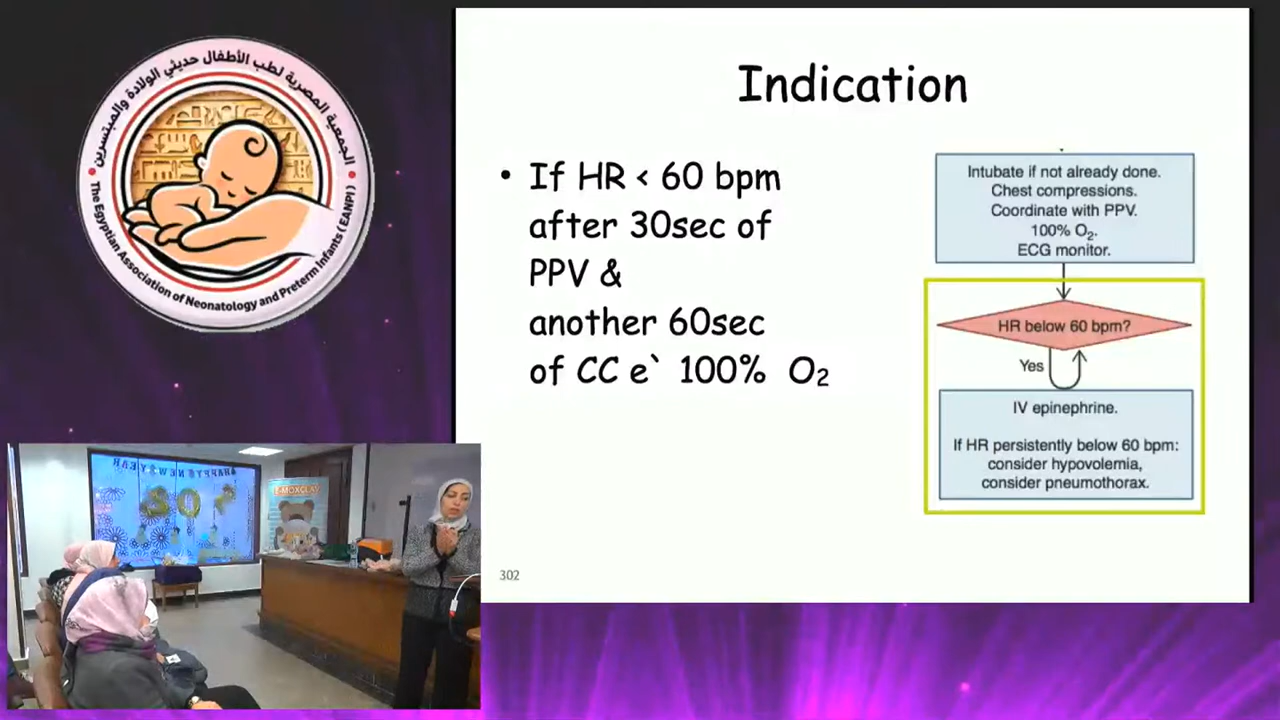 الجمعية المصرية لطب الأطفال حديثي الولادة والمبتسرين
The Egyptian Association of Neonatology and Preterm Infants (EANPI)
Indication
• If HR < 60 bpm
after 30sec of
PPV &
another 60sec
of CC e` 100% O₂
Intubate if not already done.
Chest compressions.
Coordinate with PPV.
100% O₂.
ECG monitor.
HR below 60 bpm?
Yes
IV epinephrine.
If HR persistently below 60 bpm:
consider hypovolemia,
consider pneumothorax.
302
HAPPY NEW YEAR
E-MOXCLAV